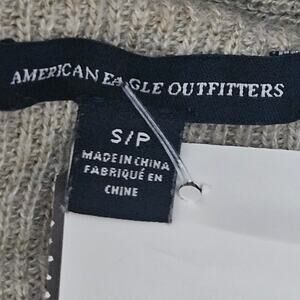 AMERICAN EAGLE OUTFITTERS
S/P
MADE IN CHINA
FABRIQUÉ EN
CHINE